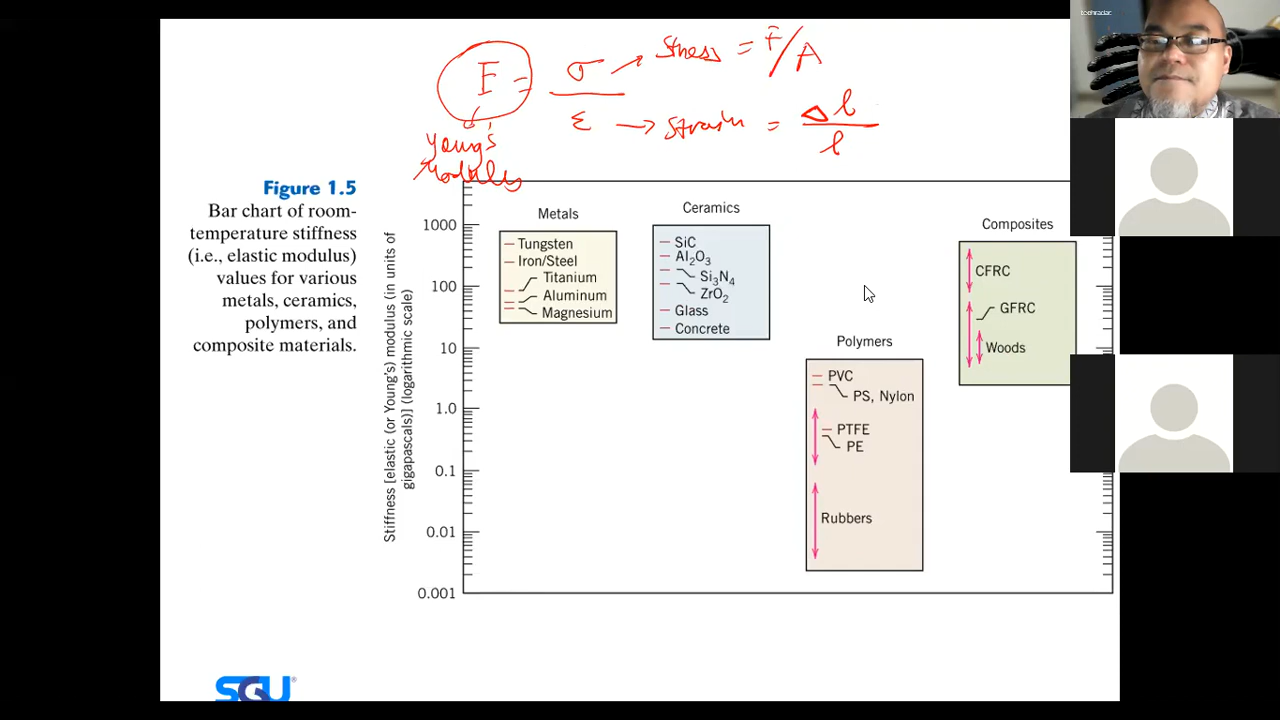 techradar
E = σ → Stress = F/A
ε → Strain = Δl
l
Young's
Modulus
Figure 1.5
Bar chart of room-
temperature stiffness
(i.e., elastic modulus)
values for various
metals, ceramics,
polymers, and
composite materials.
Stiffness [elastic (or Young's) modulus (in units of
gigapascals)] (logarithmic scale)
1000
100
10
1.0
0.1
0.01
0.001
Metals
Tungsten
Iron/Steel
Titanium
Aluminum
Magnesium
Ceramics
SiC
Al2O3
Si3N4
ZrO2
Glass
Concrete
Polymers
PVC
PS, Nylon
PTFE
PE
Rubbers
Composites
CFRC
GFRC
Woods
SGU®